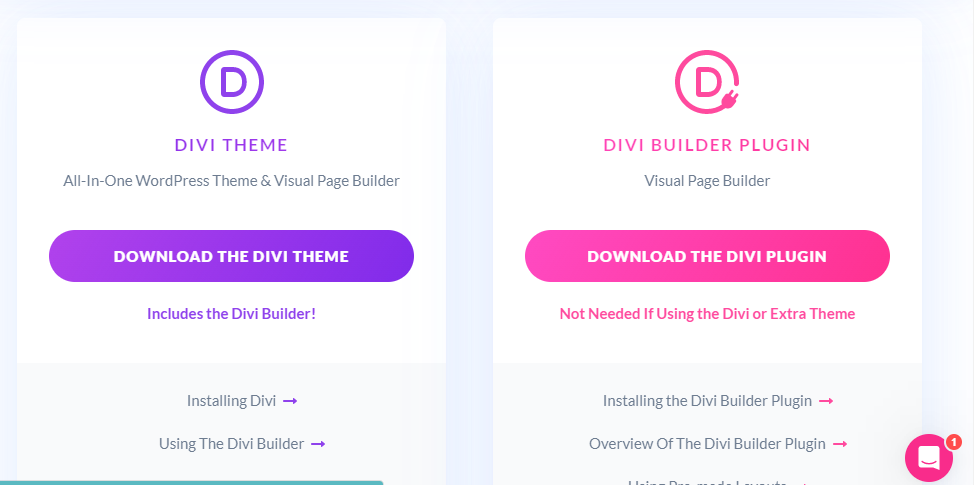 D
DIVI THEME
All-In-One WordPress Theme & Visual Page Builder
DOWNLOAD THE DIVI THEME
Includes the Divi Builder!
Installing Divi
Using The Divi Builder
D
DIVI BUILDER PLUGIN
Visual Page Builder
DOWNLOAD THE DIVI PLUGIN
Not Needed If Using the Divi or Extra Theme
Installing the Divi Builder Plugin
Overview Of The Divi Builder Plugin
Using Pre-made Layouts
1